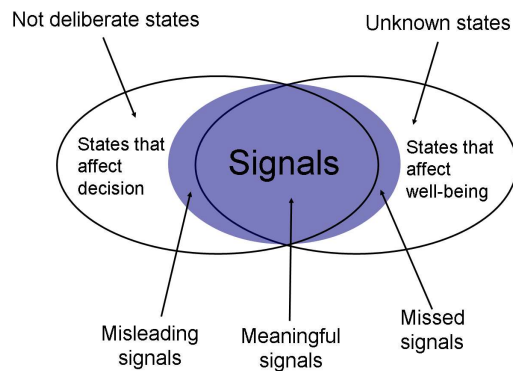 Not deliberate states
Unknown states
States that
affect
decision
Signals
States that
affect
well-being
Misleading
signals
Meaningful
signals
Missed
signals